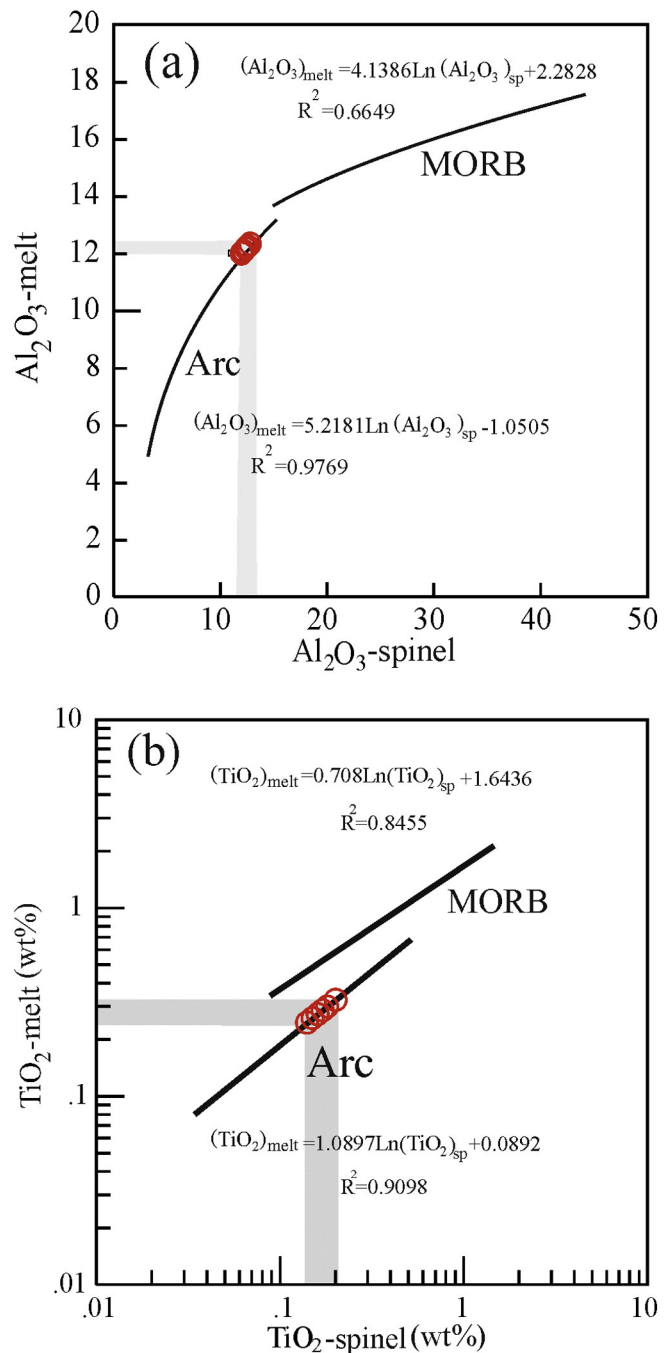 (a)
(Al₂O₃)melt=4.1386Ln (Al₂O₃)sp+2.2828
R²=0.6649
20
18
16
14
12
10
8
6
4
2
0
MORB
Arc
(Al₂O₃)melt=5.2181Ln (Al₂O₃)sp -1.0505
R²=0.9769
Al₂O₃-melt
0 10 20 30 40 50
Al₂O₃-spinel
(b)
(TiO₂)melt=0.708Ln(TiO₂)sp +1.6436
R²=0.8455
10
1
.1
.01
MORB
Arc
(TiO₂)melt=1.0897Ln(TiO₂)sp+0.0892
R²=0.9098
TiO₂-melt (wt%)
.01 .1 1 10
TiO₂-spinel (wt%)